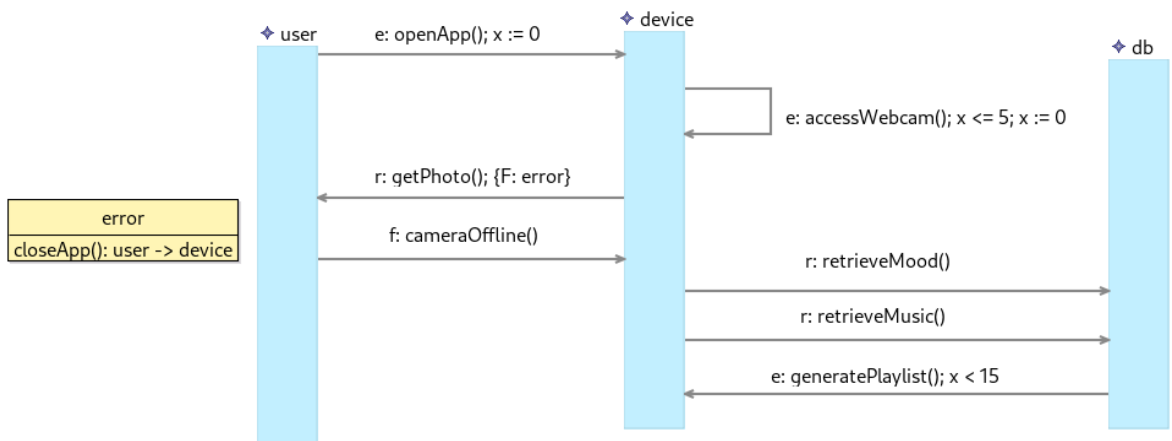 user
device
db
e: openApp(); x := 0
e: accessWebcam(); x <= 5; x := 0
r: getPhoto(); {F: error}
error
closeApp(): user -> device
f: cameraOffline()
r: retrieveMood()
r: retrieveMusic()
e: generatePlaylist(); x < 15